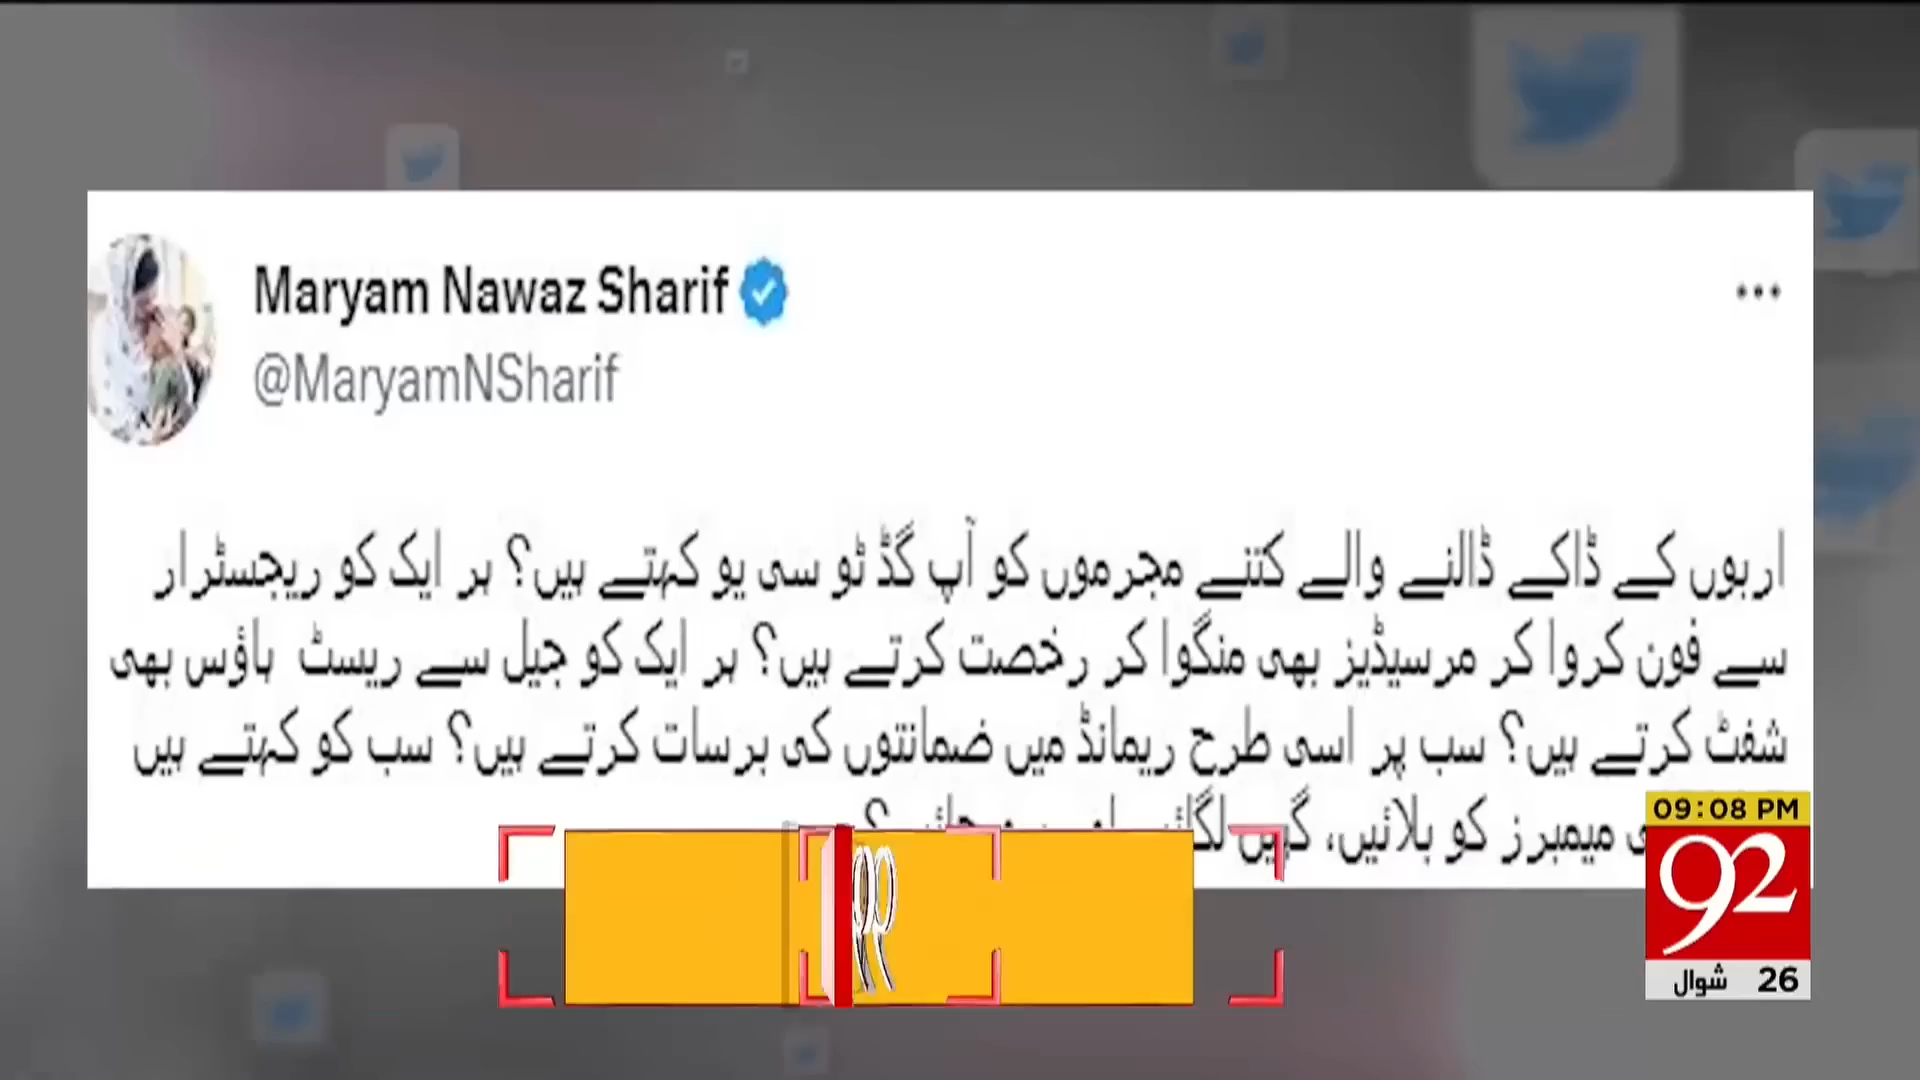 Maryam Nawaz Sharif
@MaryamNSharif
اربوں کے ڈاکے ڈالنے والے کتنے مجرموں کو آپ گڈ ٹو سی یو کہتے ہیں؟ ہر ایک کو ریجسٹرار
سے فون کروا کر مرسیڈیز بھی منگوا کر رخصت کرتے ہیں؟ ہر ایک کو جیل سے ریسٹ ہاؤس بھی
شفٹ کرتے ہیں؟ سب پر اسی طرح ریمانڈ میں ضمانتوں کی برسات کرتے ہیں؟ سب کو کہتے ہیں
میمبرز کو بلائیں، گپیں
09:08 PM
92
26 شوال